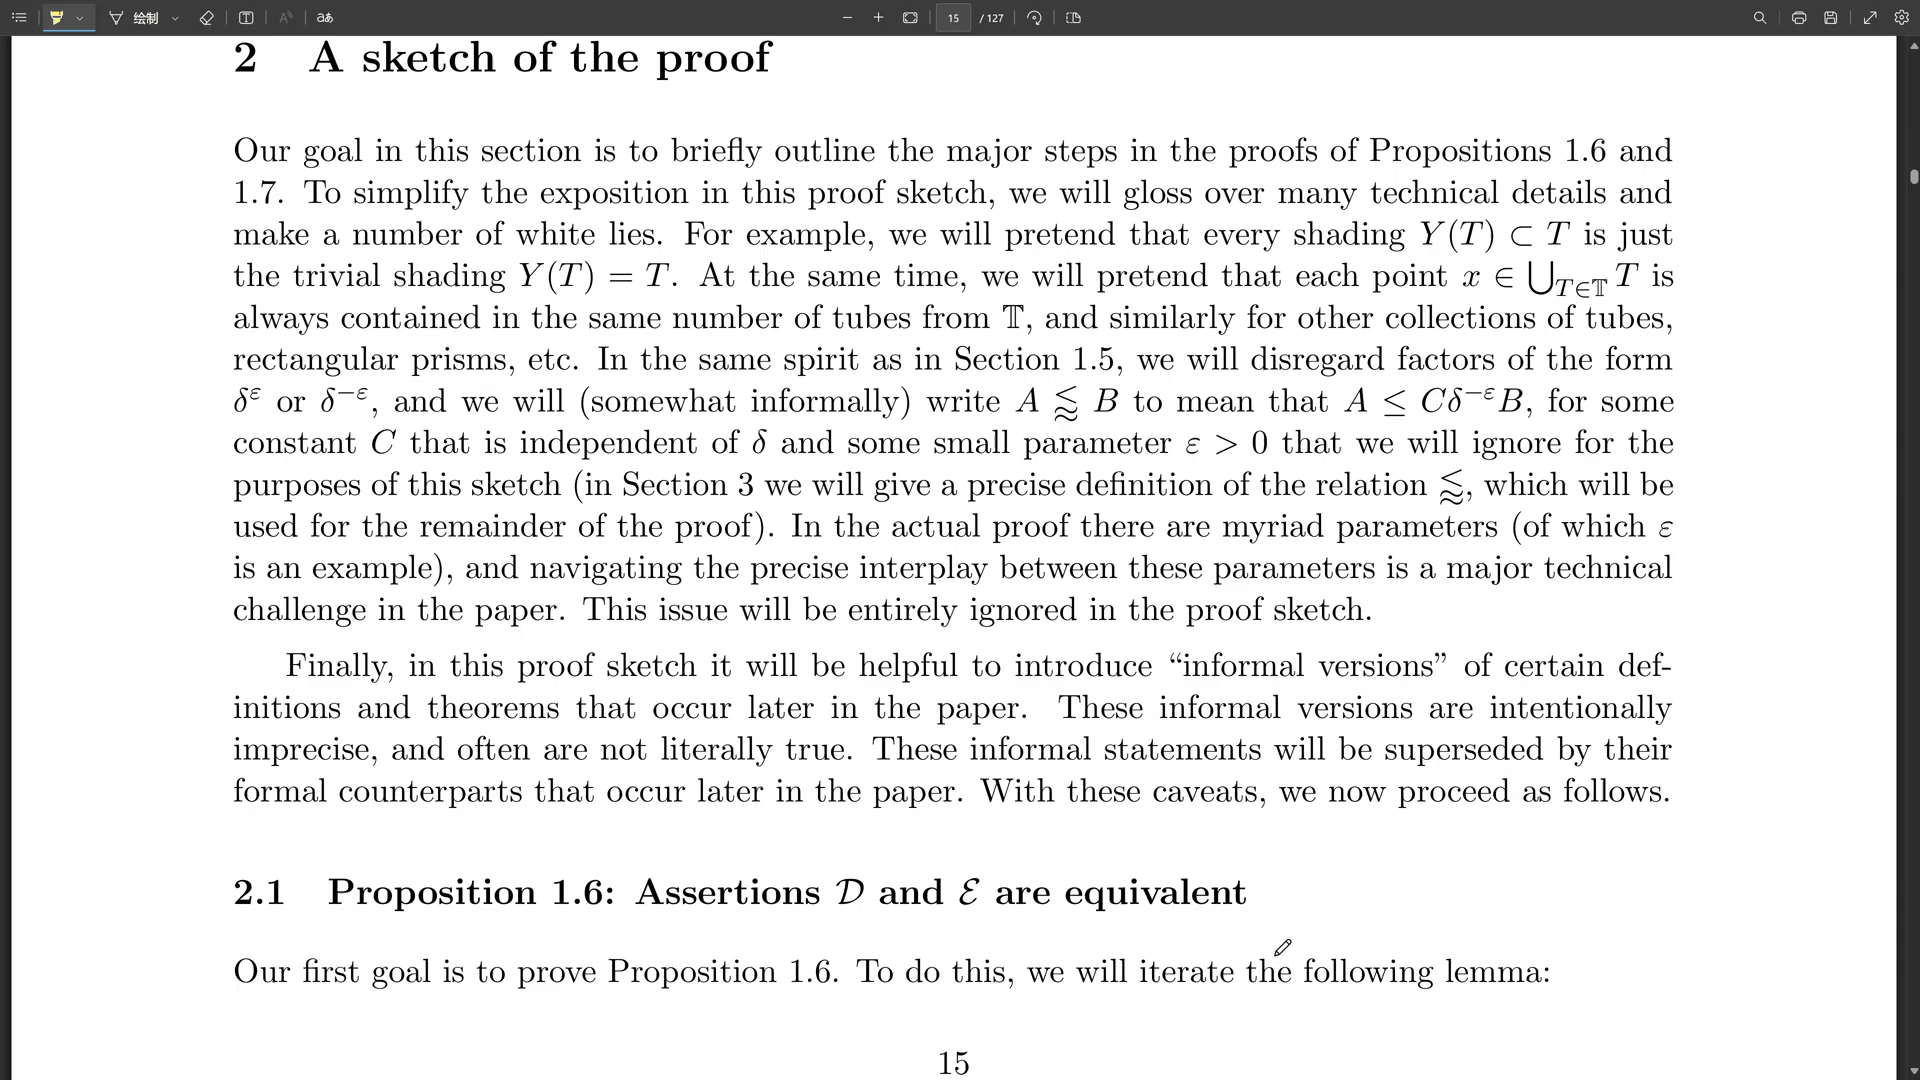 绘制 aあ 15 / 127
2 A sketch of the proof
Our goal in this section is to briefly outline the major steps in the proofs of Propositions 1.6 and
1.7. To simplify the exposition in this proof sketch, we will gloss over many technical details and
make a number of white lies. For example, we will pretend that every shading Y(T) ⊂ T is just
the trivial shading Y(T) = T. At the same time, we will pretend that each point x ∈ ⋃_{T∈𝕋} T is
always contained in the same number of tubes from 𝕋, and similarly for other collections of tubes,
rectangular prisms, etc. In the same spirit as in Section 1.5, we will disregard factors of the form
δ^ε or δ^{−ε}, and we will (somewhat informally) write A ⪅ B to mean that A ≤ Cδ^{−ε}B, for some
constant C that is independent of δ and some small parameter ε > 0 that we will ignore for the
purposes of this sketch (in Section 3 we will give a precise definition of the relation ⪅, which will be
used for the remainder of the proof). In the actual proof there are myriad parameters (of which ε
is an example), and navigating the precise interplay between these parameters is a major technical
challenge in the paper. This issue will be entirely ignored in the proof sketch.
Finally, in this proof sketch it will be helpful to introduce “informal versions” of certain def-
initions and theorems that occur later in the paper. These informal versions are intentionally
imprecise, and often are not literally true. These informal statements will be superseded by their
formal counterparts that occur later in the paper. With these caveats, we now proceed as follows.
2.1 Proposition 1.6: Assertions 𝒟 and ℰ are equivalent
Our first goal is to prove Proposition 1.6. To do this, we will iterate the following lemma:
15